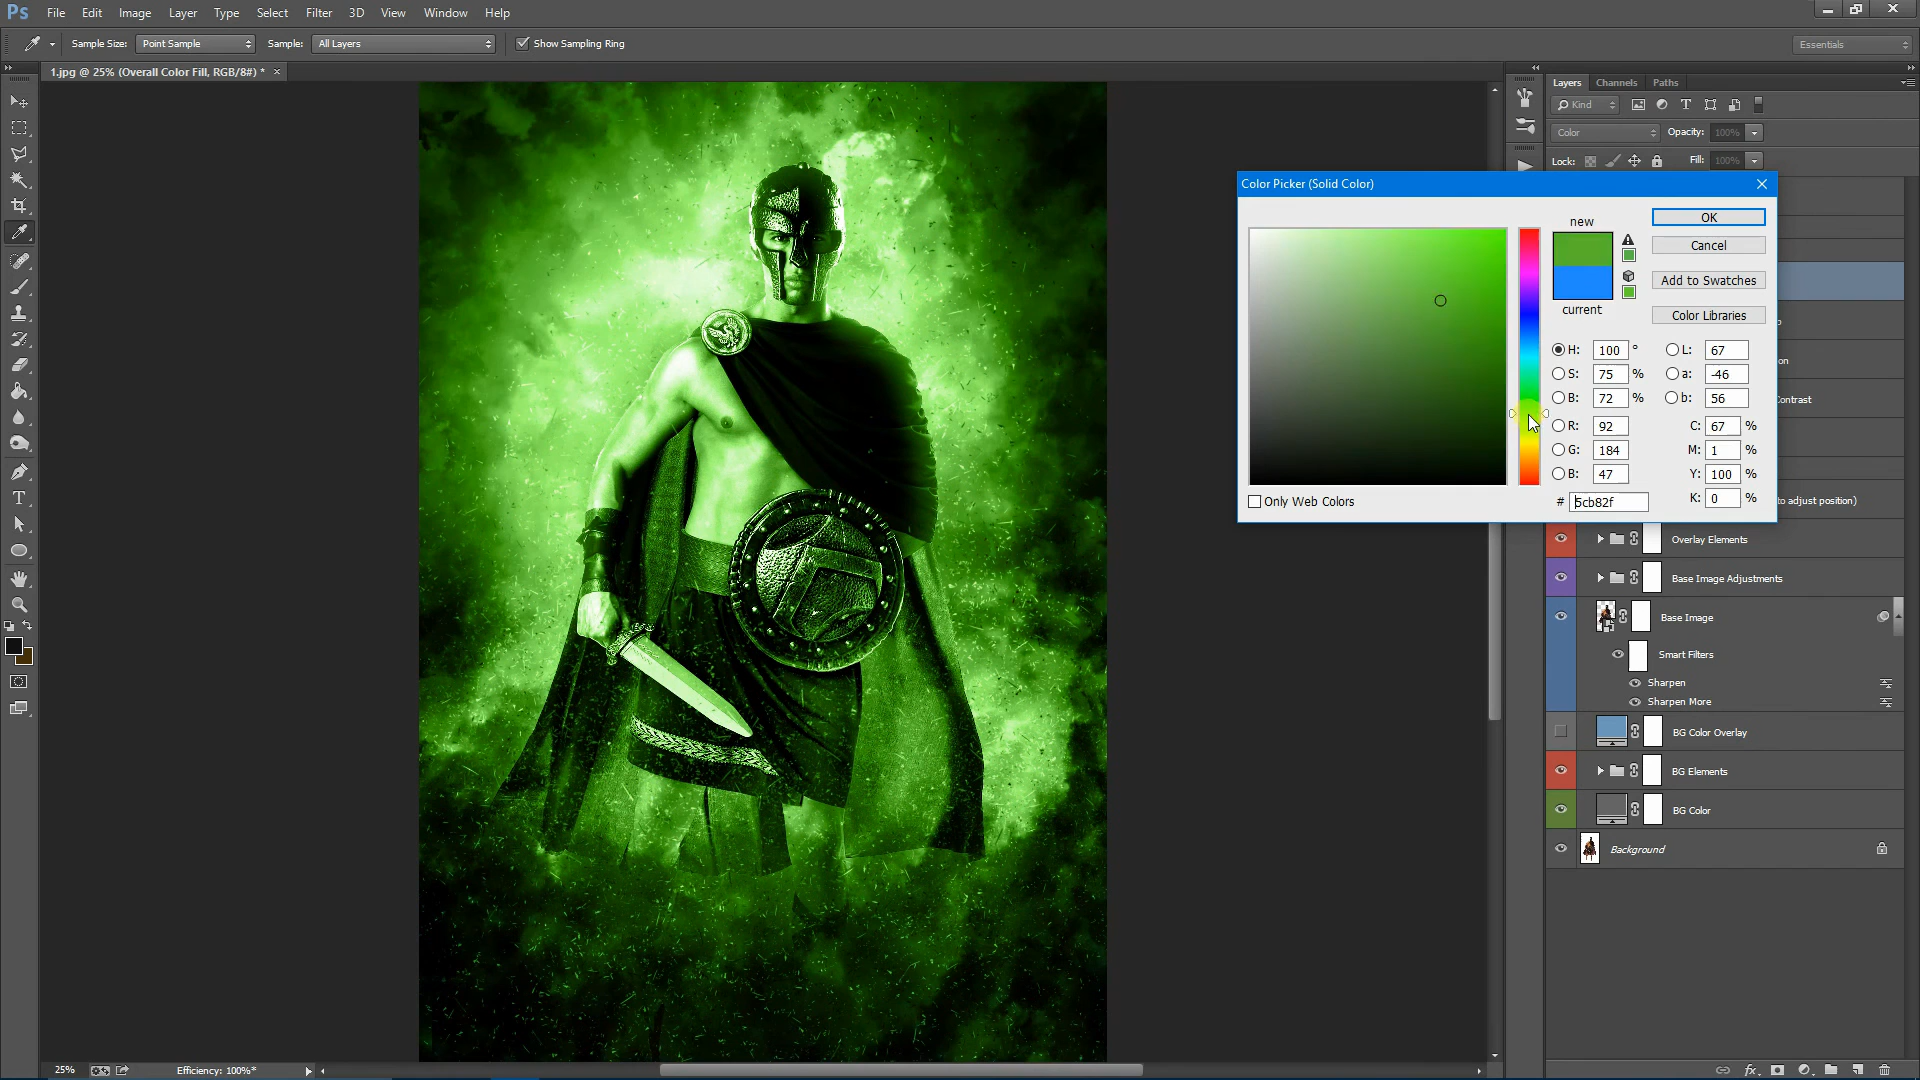 Ps File Edit Image Layer Type Select Filter 3D View Window Help
Sample Size: Point Sample Sample: All Layers Show Sampling Ring Essentials
1.jpg @ 25% (Overall Color Fill, RGB/8#) * ×
Layers Channels Paths
Kind
Color Opacity: 100%
Lock: Fill: 100%
Color Picker (Solid Color)
new
OK
Cancel
Add to Swatches
current
Color Libraries
H: 100 ° L: 67
S: 75 % a: -46
B: 72 % b: 56
R: 92 C: 67 %
G: 184 M: 1 %
B: 47 Y: 100 %
# 5cb82f K: 0 %
Only Web Colors
on
Contrast
to adjust position)
Overlay Elements
Base Image Adjustments
Base Image
Smart Filters
Sharpen
Sharpen More
BG Color Overlay
BG Elements
BG Color
Background
25% Efficiency: 100%*
fx